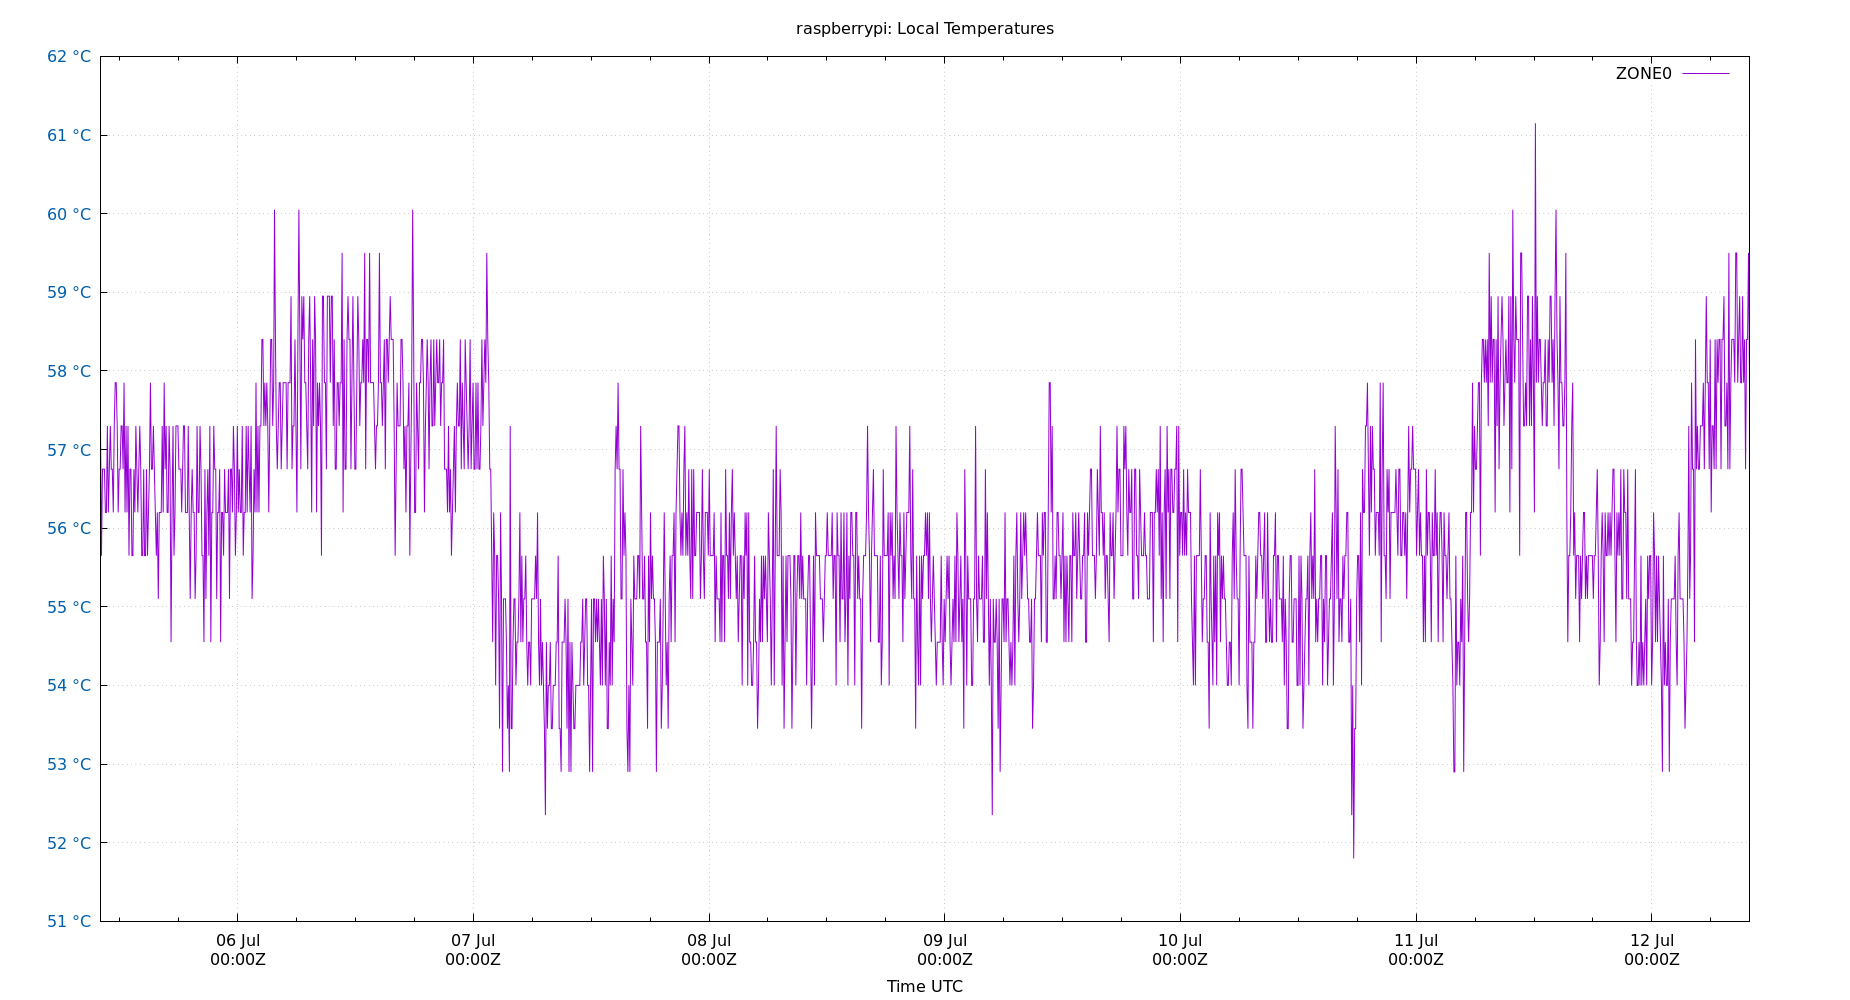 raspberrypi: Local Temperatures
ZONE0
62 °C
61 °C
60 °C
59 °C
58 °C
57 °C
56 °C
55 °C
54 °C
53 °C
52 °C
51 °C
06 Jul 07 Jul 08 Jul 09 Jul 10 Jul 11 Jul 12 Jul
00:00Z 00:00Z 00:00Z 00:00Z 00:00Z 00:00Z 00:00Z
Time UTC